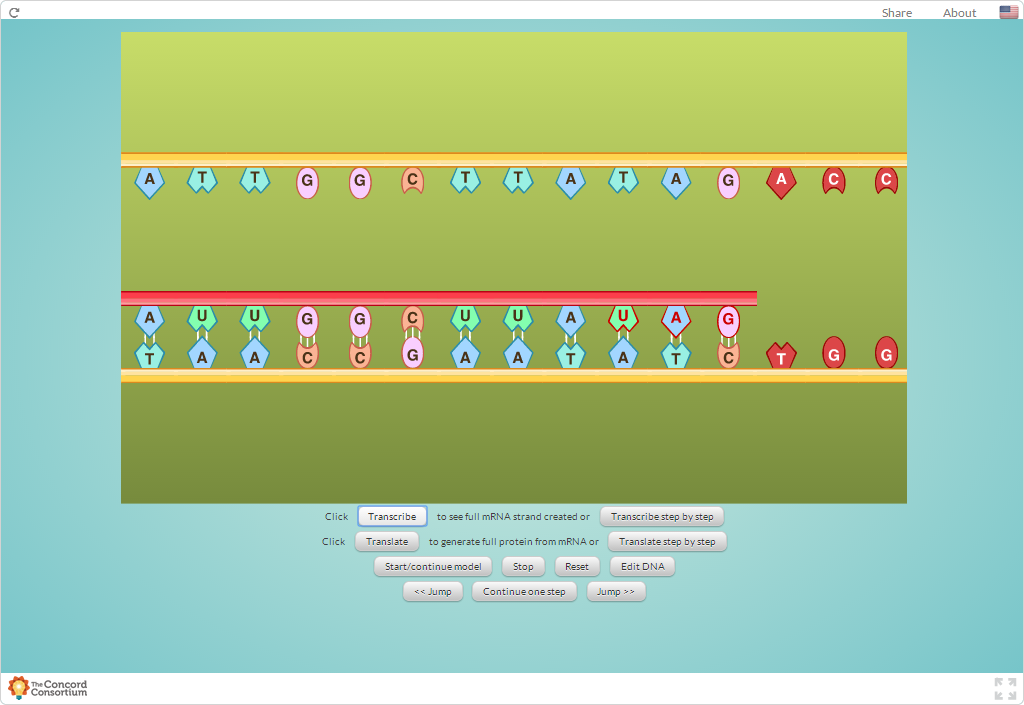 Share About
A T T G G C T T A T A G A C C
A U U G G C U U A U A G
T A A C C G A A T A T C T G G
Click Transcribe to see full mRNA strand created or Transcribe step by step
Click Translate to generate full protein from mRNA or Translate step by step
Start/continue model Stop Reset Edit DNA
<< Jump Continue one step Jump >>
The Concord
Consortium